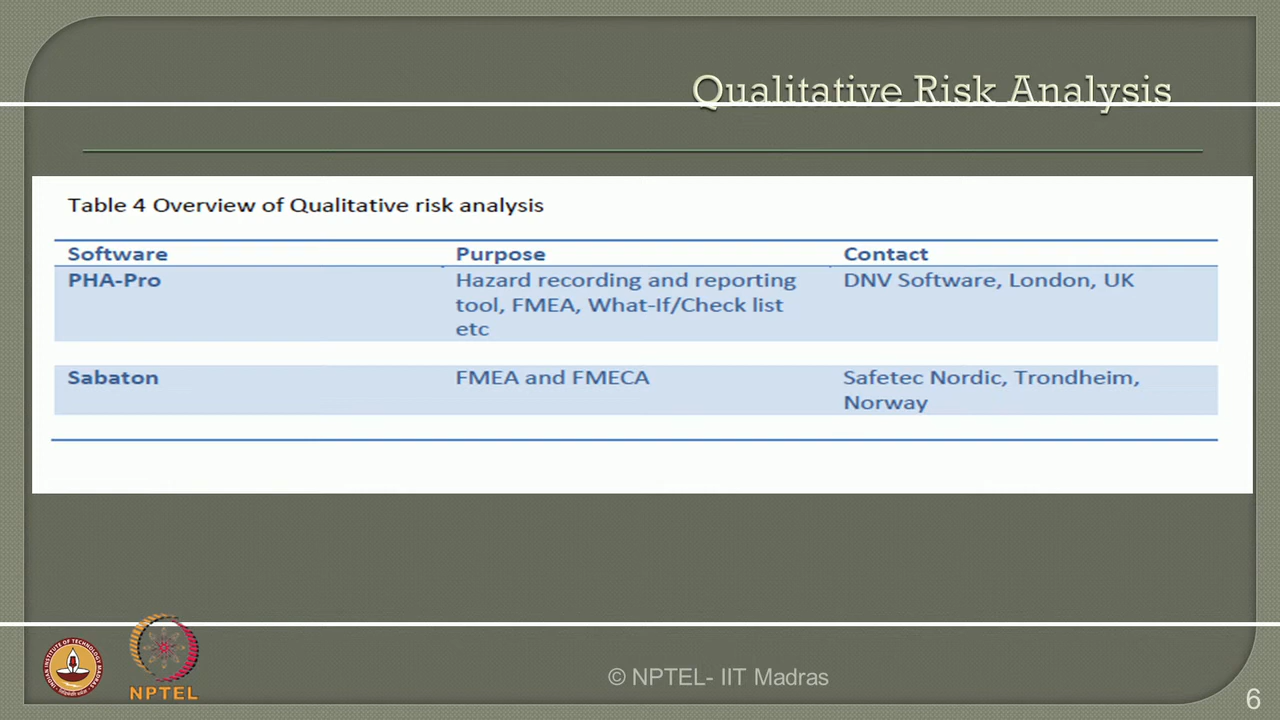 Qualitative Risk Analysis
Table 4 Overview of Qualitative risk analysis
Software Purpose Contact
PHA-Pro Hazard recording and reporting DNV Software, London, UK
tool, FMEA, What-If/Check list
etc
Sabaton FMEA and FMECA Safetec Nordic, Trondheim,
Norway
NPTEL
© NPTEL- IIT Madras
6